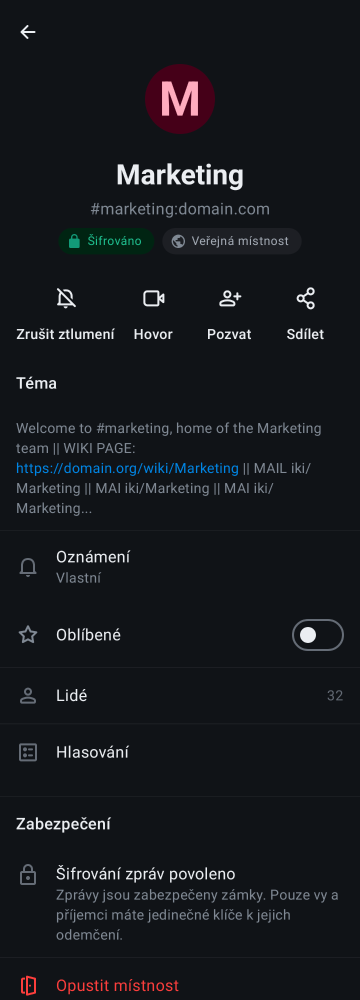 M
Marketing
#marketing:domain.com
Šifrováno
Veřejná místnost
Zrušit ztlumení
Hovor
Pozvat
Sdílet
Téma
Welcome to #marketing, home of the Marketing
team || WIKI PAGE:
https://domain.org/wiki/Marketing || MAIL iki/
Marketing || MAI iki/Marketing || MAI iki/
Marketing...
Oznámení
Vlastní
Oblíbené
Lidé
32
Hlasování
Zabezpečení
Šifrování zpráv povoleno
Zprávy jsou zabezpečeny zámky. Pouze vy a
příjemci máte jedinečné klíče k jejich
odemčení.
Opustit místnost